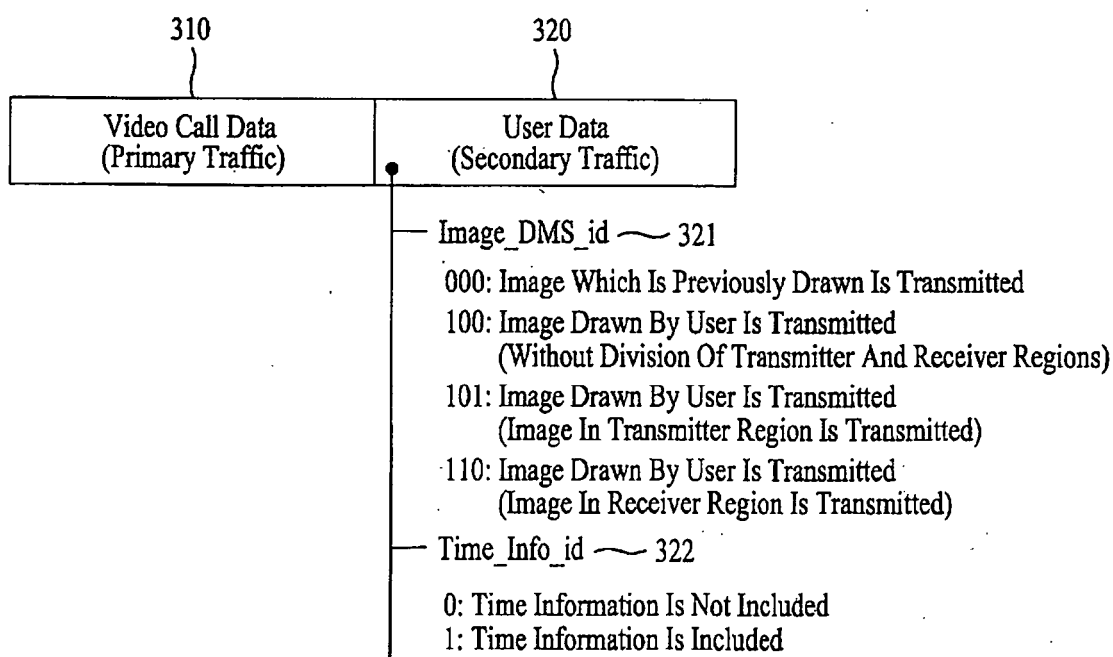 310
320
Video Call Data
(Primary Traffic)
User Data
(Secondary Traffic)
Image_DMS_id 321
000: Image Which Is Previously Drawn Is Transmitted
100: Image Drawn By User Is Transmitted
(Without Division Of Transmitter And Receiver Regions)
101: Image Drawn By User Is Transmitted
(Image In Transmitter Region Is Transmitted)
110: Image Drawn By User Is Transmitted
(Image In Receiver Region Is Transmitted)
Time_Info_id 322
0: Time Information Is Not Included
1: Time Information Is Included